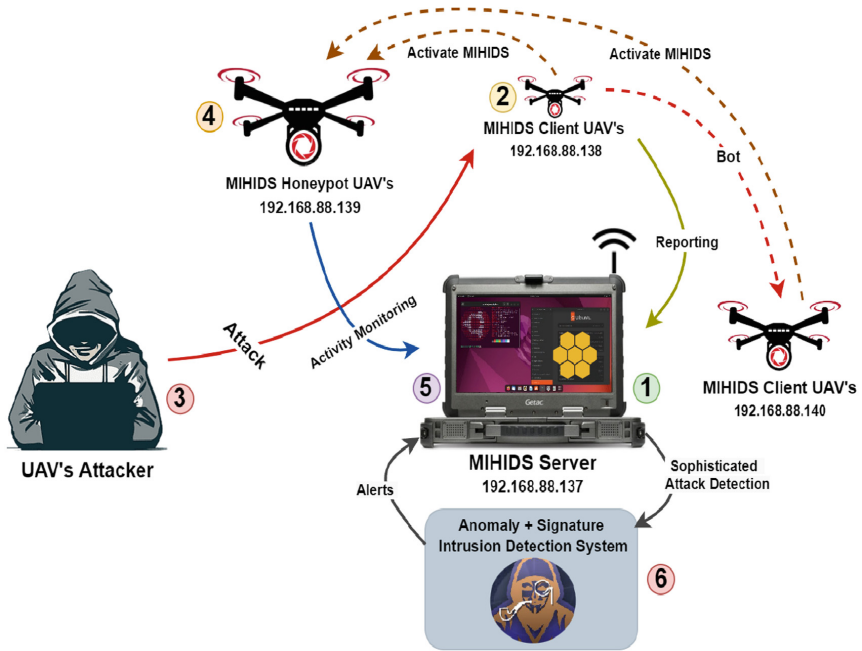 Activate MIHIDS
Activate MIHIDS
4
2
MIHIDS Client UAV's
192.168.88.138
Bot
MIHIDS Honeypot UAV's
192.168.88.139
Reporting
Attack
Activity Monitoring
3
5
1
Getac
MIHIDS Client UAV's
192.168.88.140
UAV's Attacker
MIHIDS Server
192.168.88.137
Alerts
Sophisticated
Attack Detection
Anomaly + Signature
Intrusion Detection System
6